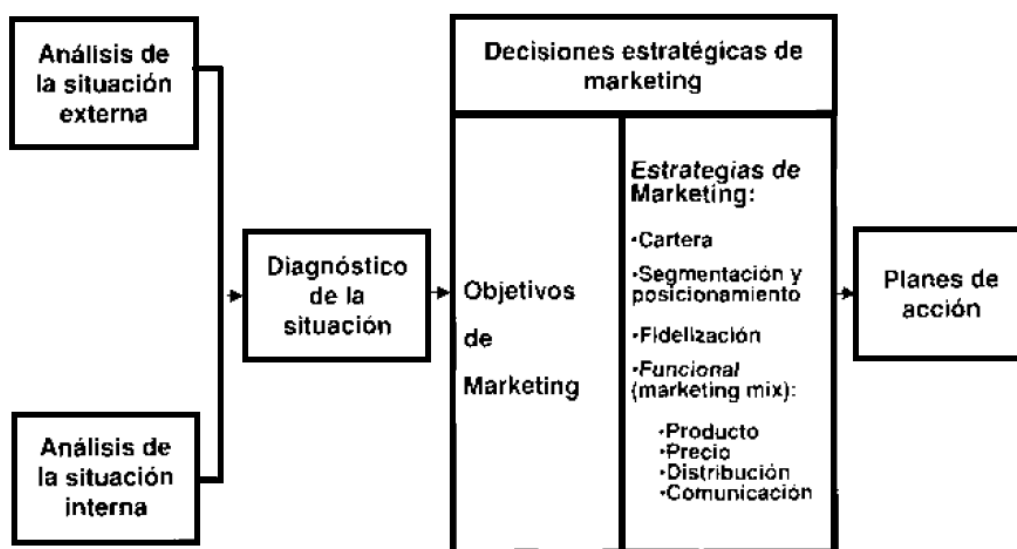 Análisis de
la situación
externa
Análisis de
la situación
interna
Diagnóstico
de la
situación
Decisiones estratégicas de
marketing
Objetivos
de
Marketing
Estrategias de
Marketing:
•Cartera
•Segmentación y
posicionamiento
•Fidelización
•Funcional
(marketing mix):
•Producto
•Precio
•Distribución
•Comunicación
Planes de
acción